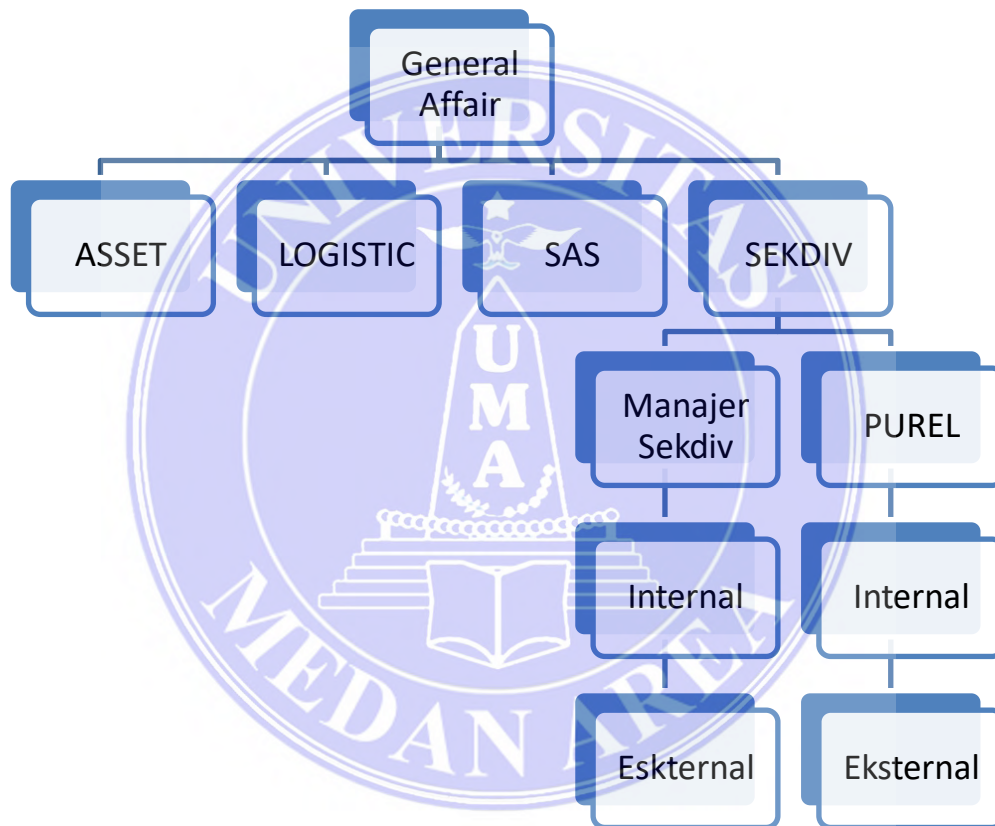 General
Affair
ASSET
LOGISTIC
SAS
SEKDIV
Manajer
Sekdiv
PUREL
Internal
Internal
Eskternal
Eksternal
UNIVERSITAS
UMA
MEDAN AREA